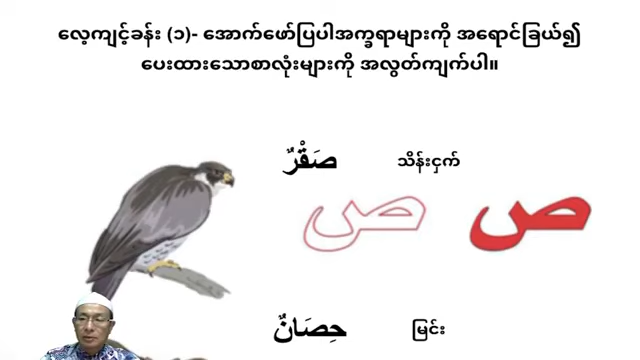 လေ့ကျင့်ခန်း (၁)- အောက်ဖော်ပြပါအက္ခရာများကို အရောင်ခြယ်၍
ပေးထားသောစာလုံးများကို အလွတ်ကျက်ပါ။
صَقْرٌ သိန်းငှက်
ص ص
حِصَانٌ မြင်း